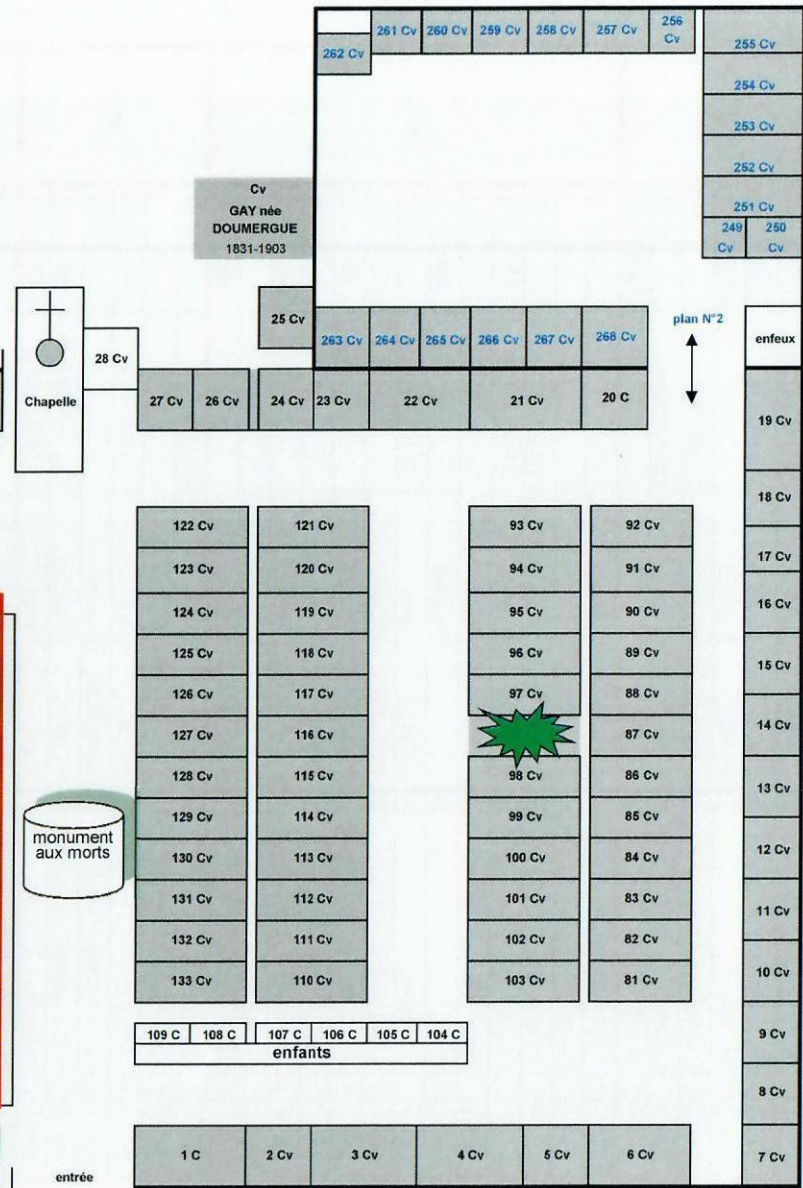 261 Cv 260 Cv 259 Cv 258 Cv 257 Cv 256 Cv
262 Cv
255 Cv
254 Cv
253 Cv
252 Cv
251 Cv
249 Cv 250 Cv
Cv
GAY née
DOUMERGUE
1831-1903
25 Cv
263 Cv 264 Cv 265 Cv 266 Cv 267 Cv 268 Cv
plan N°2
enfeux
28 Cv
Chapelle
27 Cv 26 Cv 24 Cv 23 Cv 22 Cv 21 Cv 20 C
19 Cv
18 Cv
17 Cv
16 Cv
15 Cv
14 Cv
13 Cv
12 Cv
11 Cv
10 Cv
9 Cv
8 Cv
7 Cv
122 Cv 121 Cv 93 Cv 92 Cv
123 Cv 120 Cv 94 Cv 91 Cv
124 Cv 119 Cv 95 Cv 90 Cv
125 Cv 118 Cv 96 Cv 89 Cv
126 Cv 117 Cv 97 Cv 88 Cv
127 Cv 116 Cv 87 Cv
128 Cv 115 Cv 98 Cv 86 Cv
129 Cv 114 Cv 99 Cv 85 Cv
130 Cv 113 Cv 100 Cv 84 Cv
131 Cv 112 Cv 101 Cv 83 Cv
132 Cv 111 Cv 102 Cv 82 Cv
133 Cv 110 Cv 103 Cv 81 Cv
monument
aux morts
109 C 108 C 107 C 106 C 105 C 104 C
enfants
1 C 2 Cv 3 Cv 4 Cv 5 Cv 6 Cv
entrée